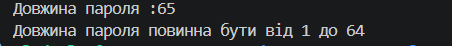 Довжина пароля :65
Довжина пароля повинна бути від 1 до 64